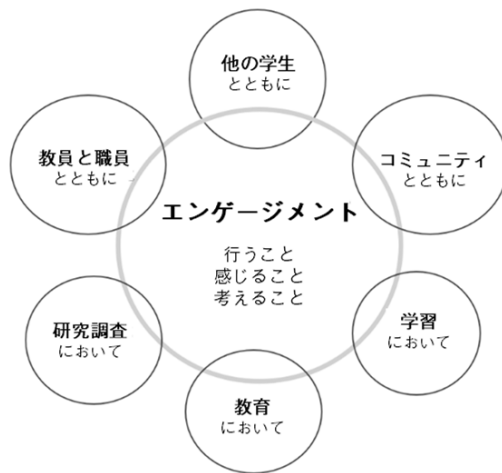 他の学生
とともに
教員と職員
とともに
コミュニティ
とともに
エンゲージメント
行うこと
感じること
考えること
研究調査
において
学習
において
教育
において